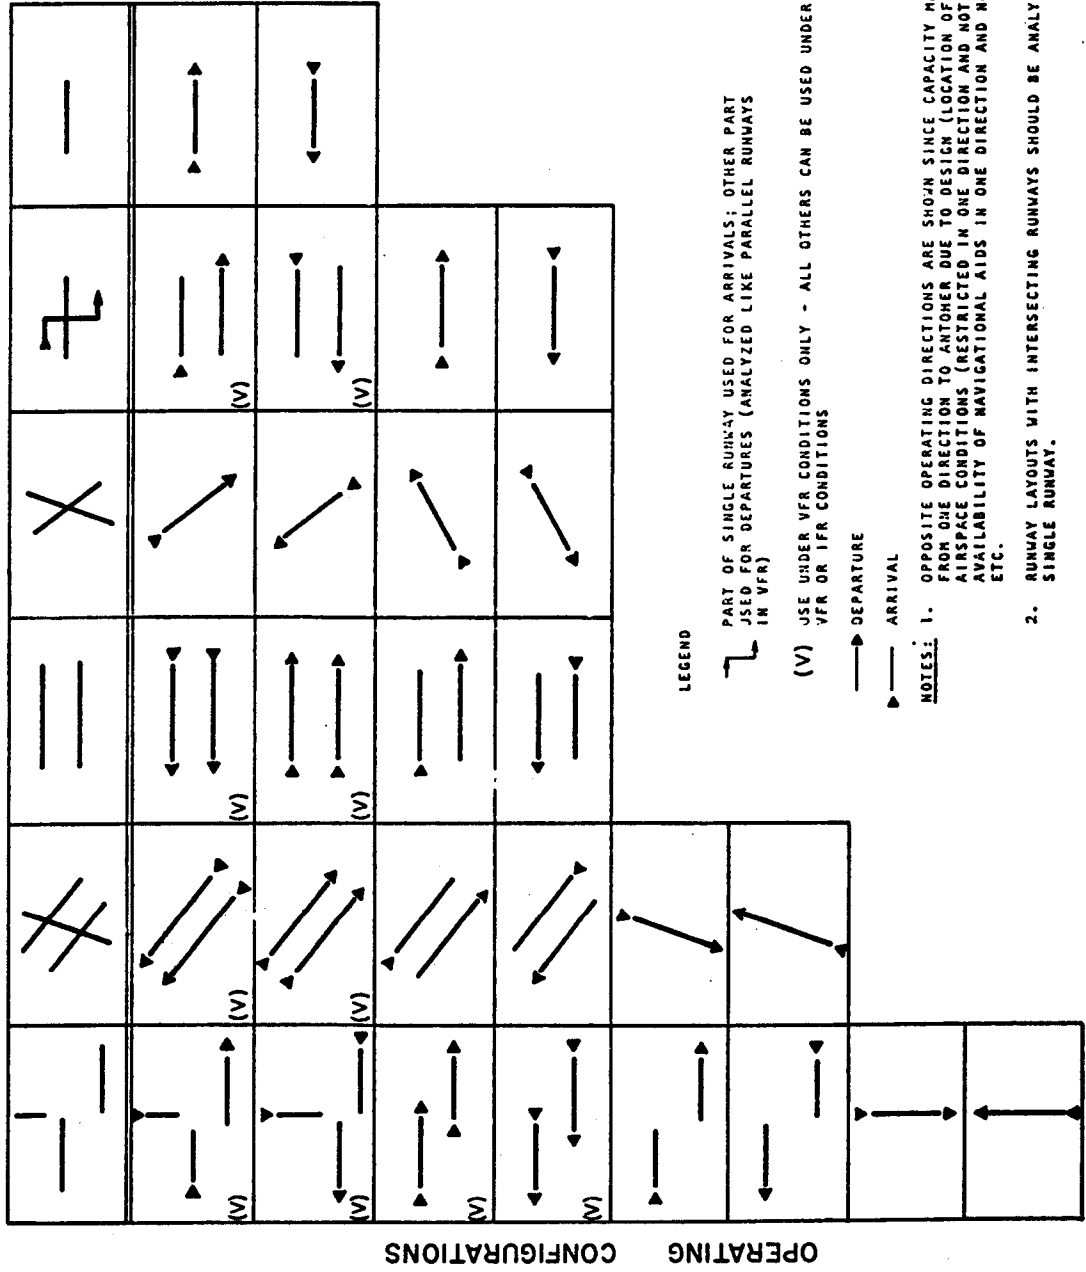 (V)
(V)
(V)
(V)
(V)
(V)
(V)
(V)
(V)
(V)
OPERATING CONFIGURATIONS
LEGEND
PART OF SINGLE RUNWAY USED FOR ARRIVALS; OTHER PART
USED FOR DEPARTURES (ANALYZED LIKE PARALLEL RUNWAYS
IN VFR)
(V) USE UNDER VFR CONDITIONS ONLY - ALL OTHERS CAN BE USED UNDER
VFR OR IFR CONDITIONS
DEPARTURE
ARRIVAL
NOTES: 1. OPPOSITE OPERATING DIRECTIONS ARE SHOWN SINCE CAPACITY
FROM ONE DIRECTION TO ANTOHER DUE TO DESIGN (LOCATION OF
AIRSPACE CONDITIONS (RESTRICTED IN ONE DIRECTION AND NOT
AVAILABILITY OF NAVIGATIONAL AIDS IN ONE DIRECTION AND
ETC.
2. RUNWAY LAYOUTS WITH INTERSECTING RUNWAYS SHOULD BE
SINGLE RUNWAY.